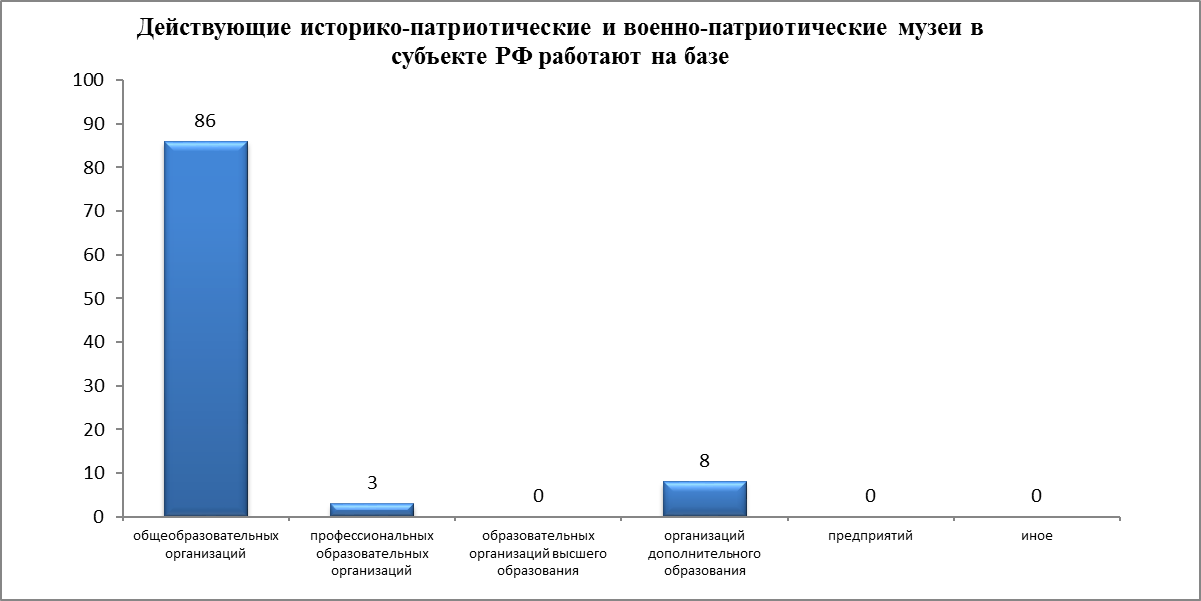 Действующие историко-патриотические и военно-патриотические музеи в
субъекте РФ работают на базе
100
90
80
70
60
50
40
30
20
10
0
86
3
0
8
0
0
общеобразовательных
организаций
профессиональных
образовательных
организаций
образовательных
организаций высшего
образования
организаций
дополнительного
образования
предприятий
иное